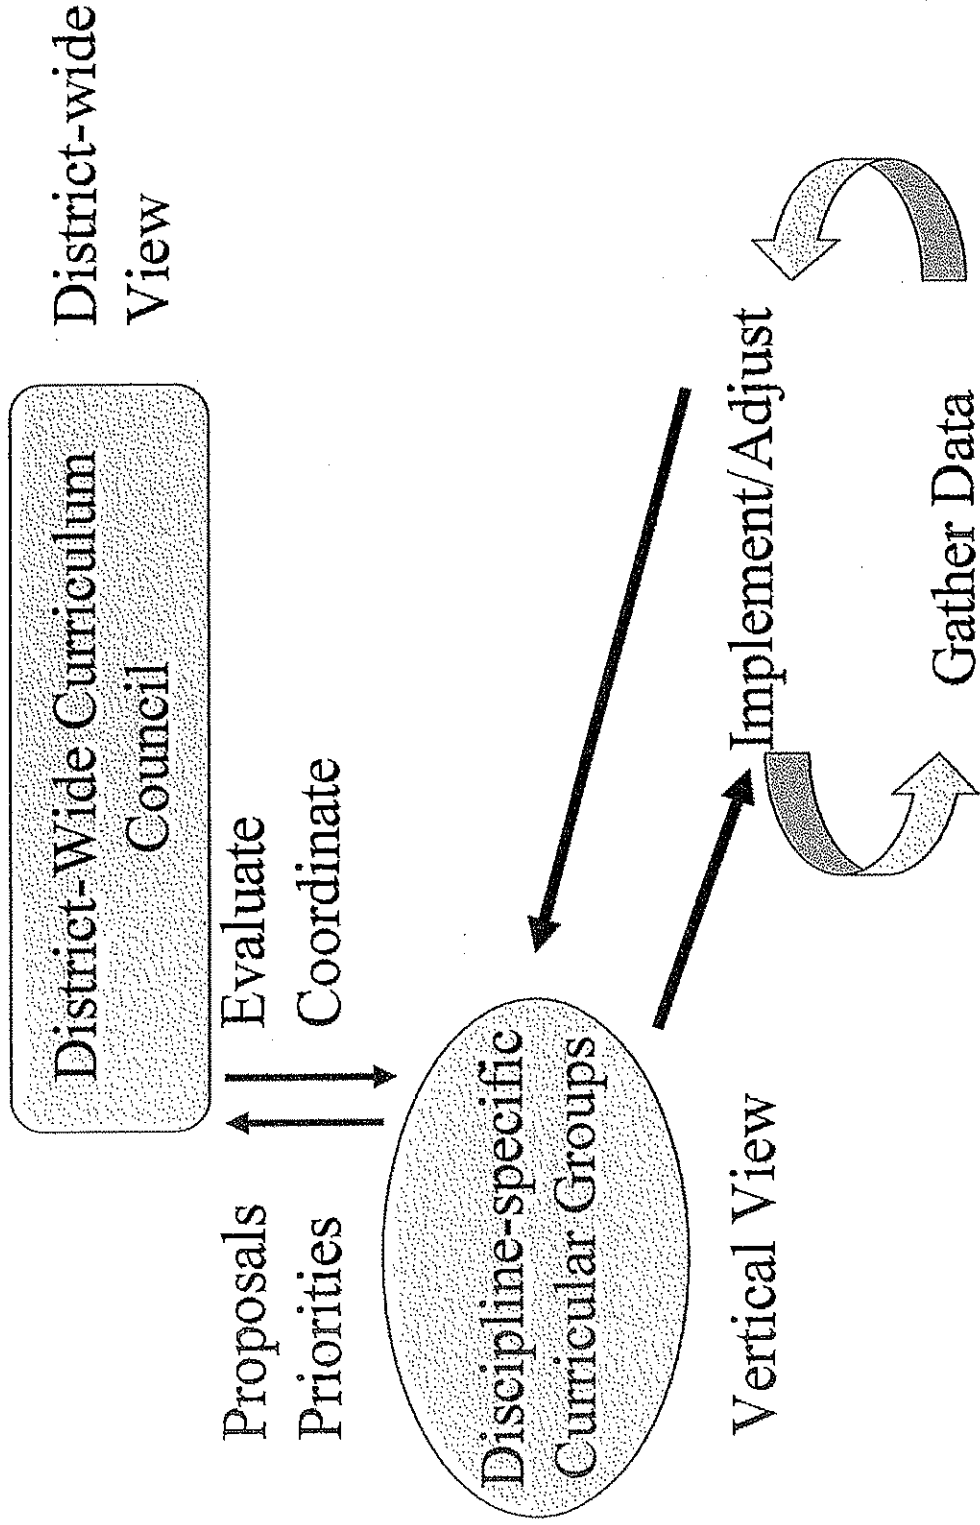 District-Wide Curriculum
Council
District-wide
View
Proposals
Priorities
Evaluate
Coordinate
Discipline-specific
Curricular Groups
Vertical View
Implement/Adjust
Gather Data